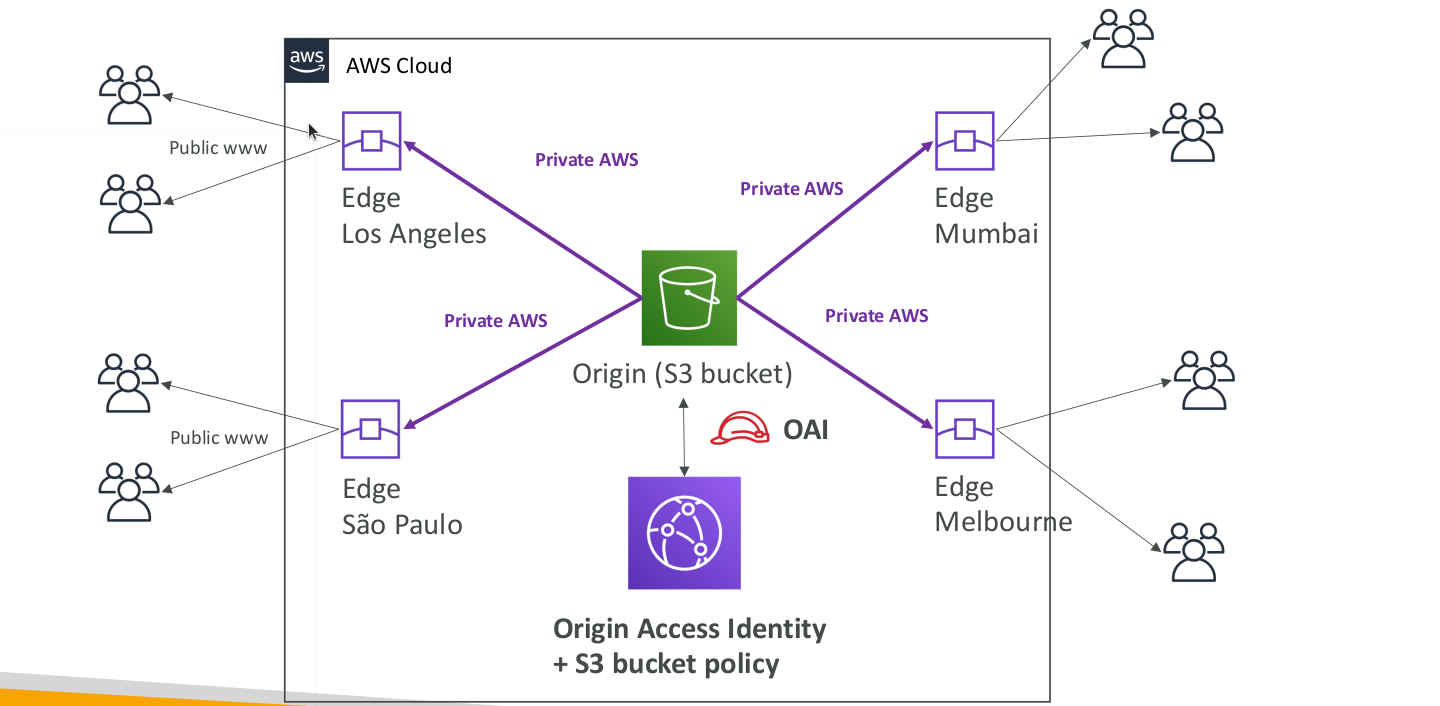 aws
AWS Cloud
Public www
Private AWS
Private AWS
Edge
Los Angeles
Edge
Mumbai
Private AWS
Private AWS
Origin (S3 bucket)
Public www
OAI
Edge
São Paulo
Edge
Melbourne
Origin Access Identity
+ S3 bucket policy